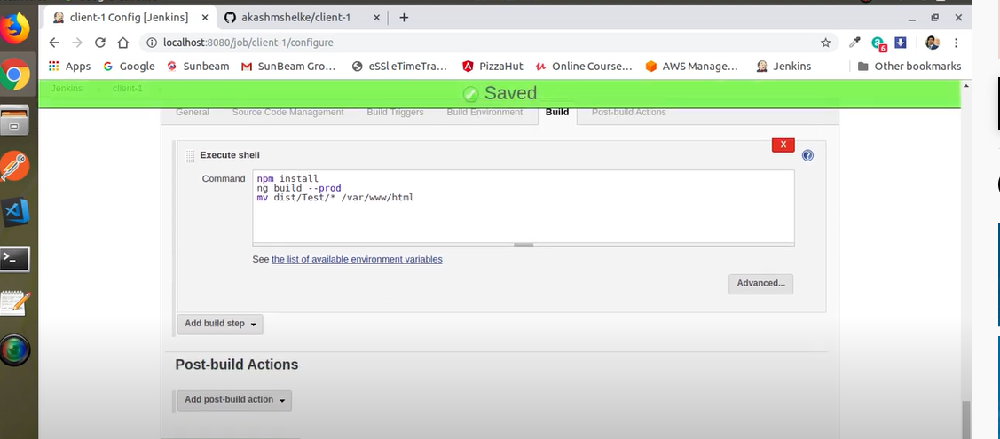 client-1 Config [Jenkins]
akashmshelke/client-1
localhost:8080/job/client-1/configure
6
Apps
Google
Sunbeam
SunBeam Gro...
eSSl eTimeTra...
PizzaHut
Online Course...
AWS Manage...
Jenkins
Other bookmarks
Jenkins
client-1
Saved
General
Source Code Management
Build Triggers
Build Environment
Build
Post-build Actions
X
Execute shell
Command
npm install
ng build --prod
mv dist/Test/* /var/www/html
See the list of available environment variables
Advanced...
Add build step
Post-build Actions
Add post-build action